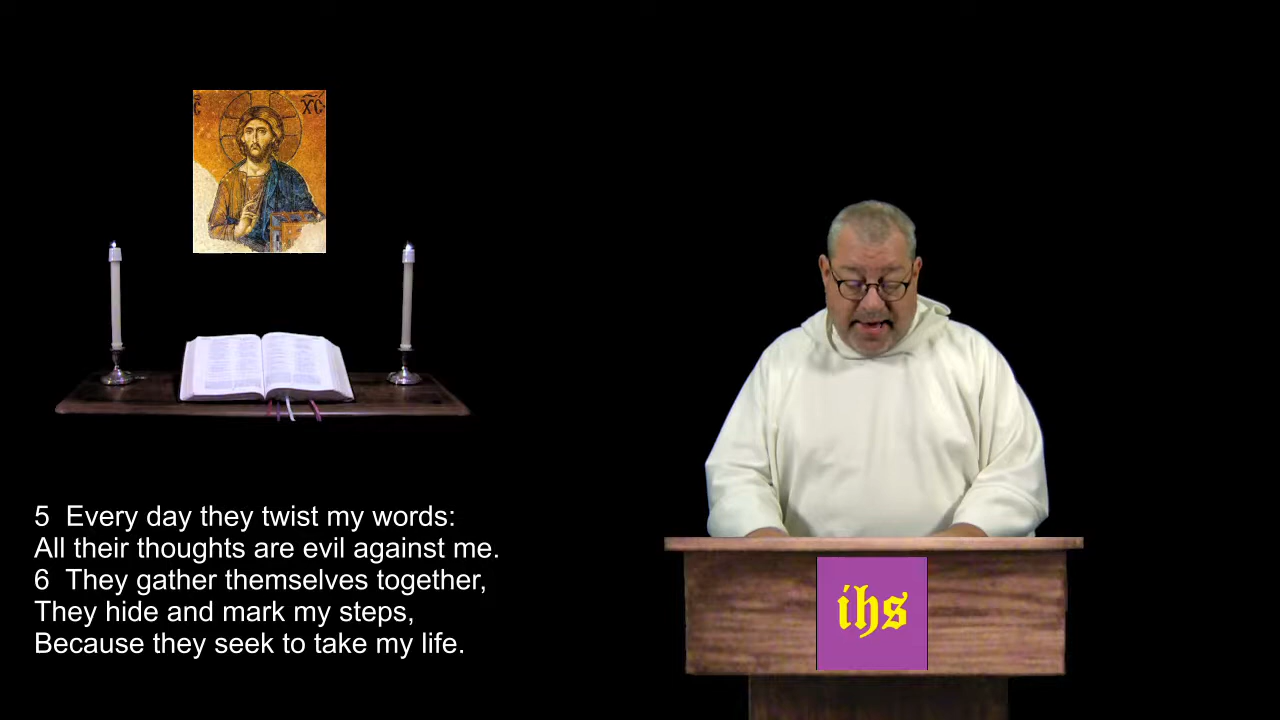 ΧC
5 Every day they twist my words:
All their thoughts are evil against me.
6 They gather themselves together,
They hide and mark my steps,
Because they seek to take my life.
ihs